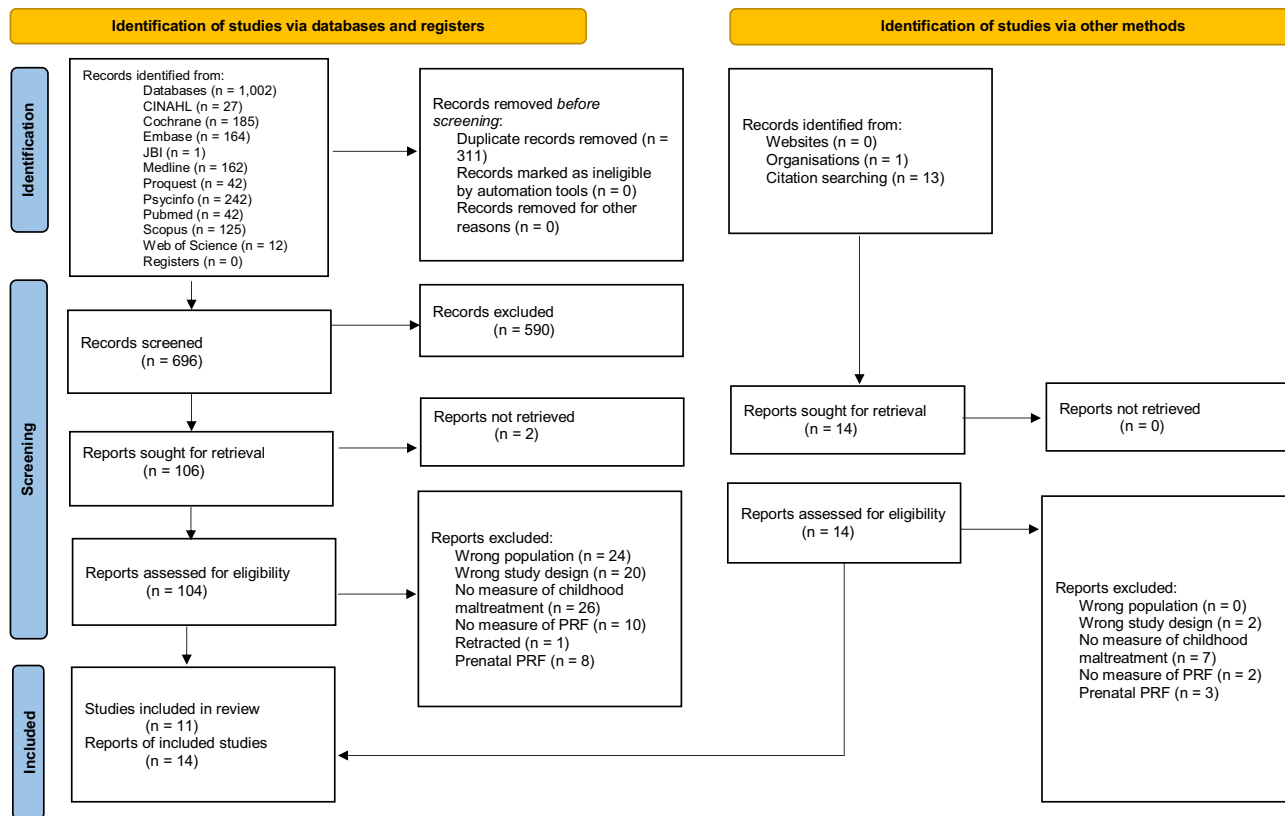 Identification of studies via databases and registers
Identification of studies via other methods
Identification
Records identified from:
Databases (n = 1,002)
CINAHL (n = 27)
Cochrane (n = 185)
Embase (n = 164)
JBI (n = 1)
Medline (n = 162)
Proquest (n = 42)
Psycinfo (n = 242)
Pubmed (n = 42)
Scopus (n = 125)
Web of Science (n = 12)
Registers (n = 0)
Records removed before
screening:
Duplicate records removed (n =
311)
Records marked as ineligible
by automation tools (n = 0)
Records removed for other
reasons (n = 0)
Records identified from:
Websites (n = 0)
Organisations (n = 1)
Citation searching (n = 13)
Screening
Records screened
(n = 696)
Records excluded
(n = 590)
Reports sought for retrieval
(n = 106)
Reports not retrieved
(n = 2)
Reports sought for retrieval
(n = 14)
Reports not retrieved
(n = 0)
Reports assessed for eligibility
(n = 104)
Reports excluded:
Wrong population (n = 24)
Wrong study design (n = 20)
No measure of childhood
maltreatment (n = 26)
No measure of PRF (n = 10)
Retracted (n = 1)
Prenatal PRF (n = 8)
Reports assessed for eligibility
(n = 14)
Reports excluded:
Wrong population (n = 0)
Wrong study design (n = 2)
No measure of childhood
maltreatment (n = 7)
No measure of PRF (n = 2)
Prenatal PRF (n = 3)
Included
Studies included in review
(n = 11)
Reports of included studies
(n = 14)